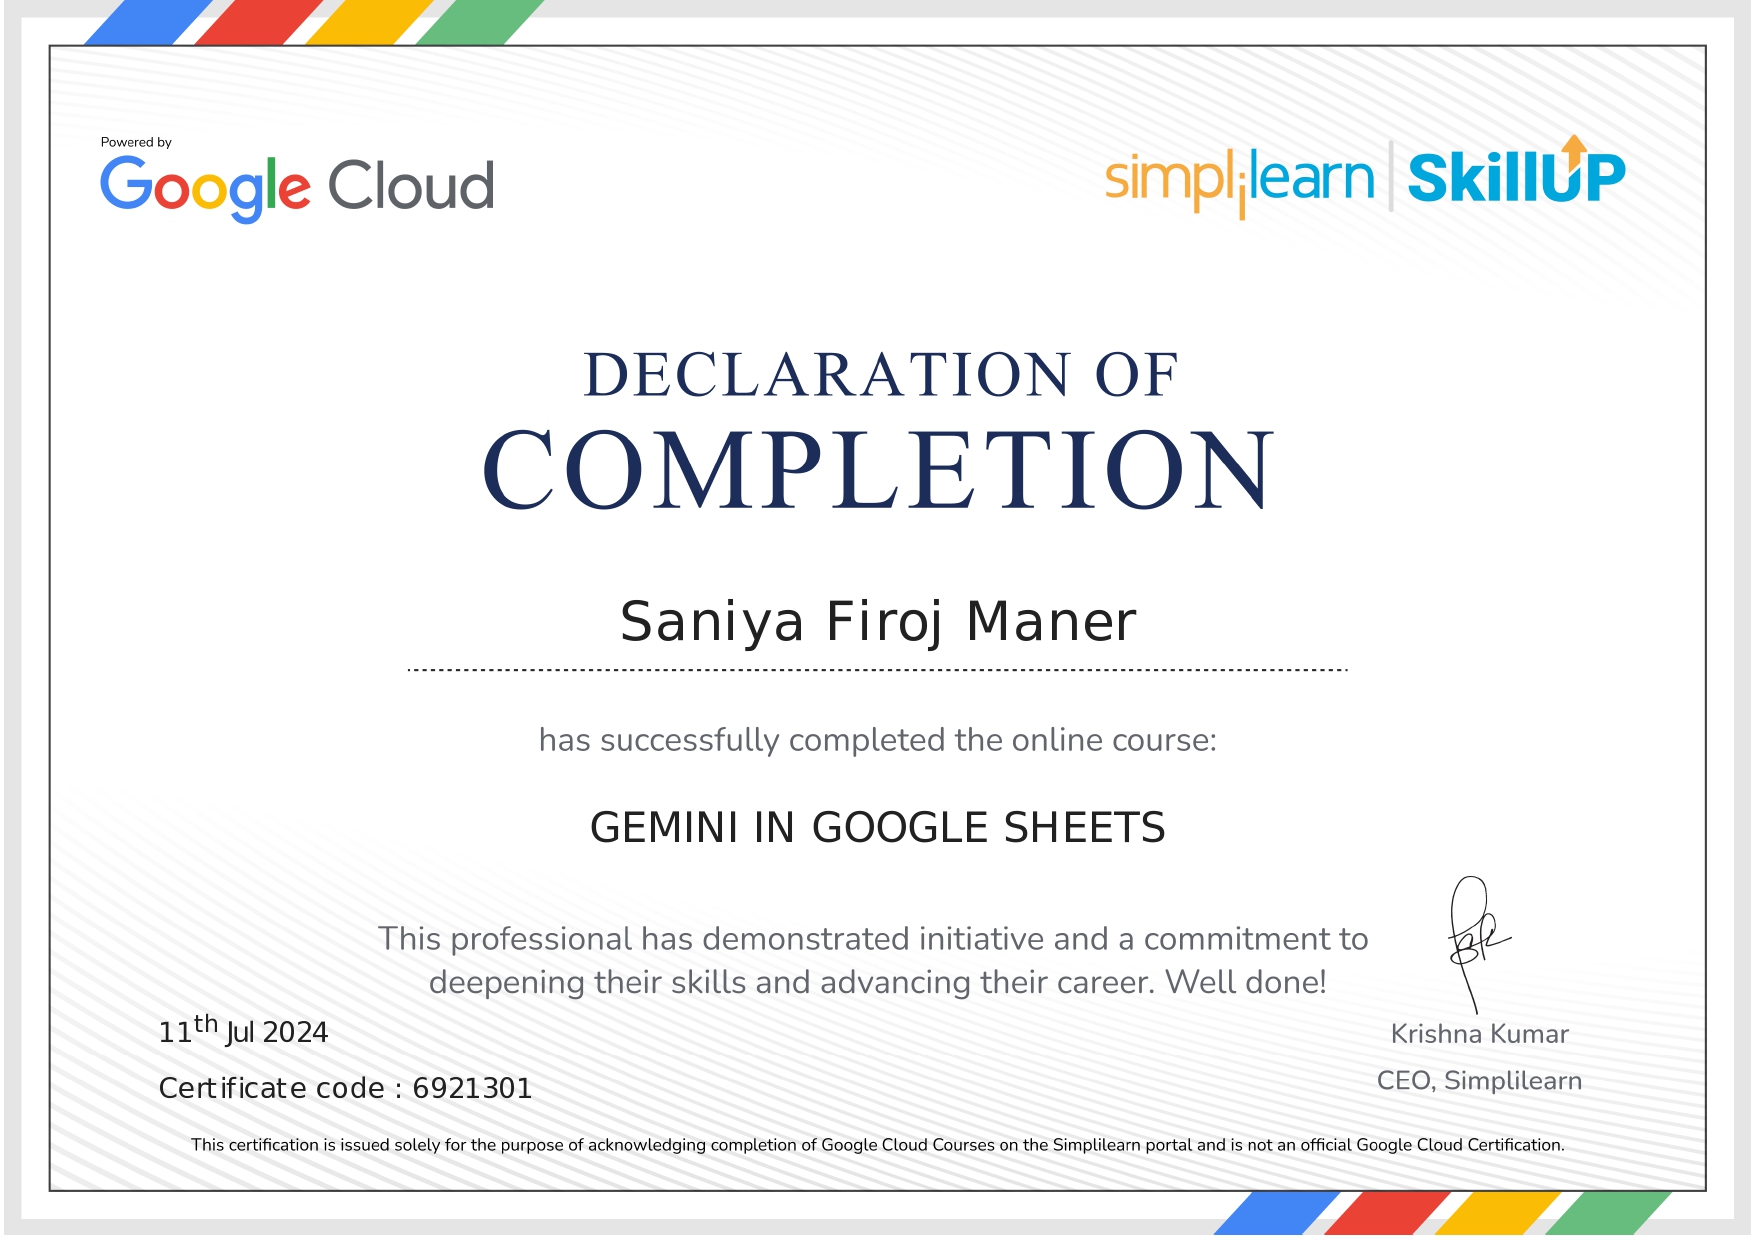 Powered by
Google Cloud
simplilearn | SkillUP
DECLARATION OF
COMPLETION
Saniya Firoj Maner
has successfully completed the online course:
GEMINI IN GOOGLE SHEETS
This professional has demonstrated initiative and a commitment to
deepening their skills and advancing their career. Well done!
11th Jul 2024
Krishna Kumar
CEO, Simplilearn
Certificate code : 6921301
This certification is issued solely for the purpose of acknowledging completion of Google Cloud Courses on the Simplilearn portal and is not an official Google Cloud Certification.